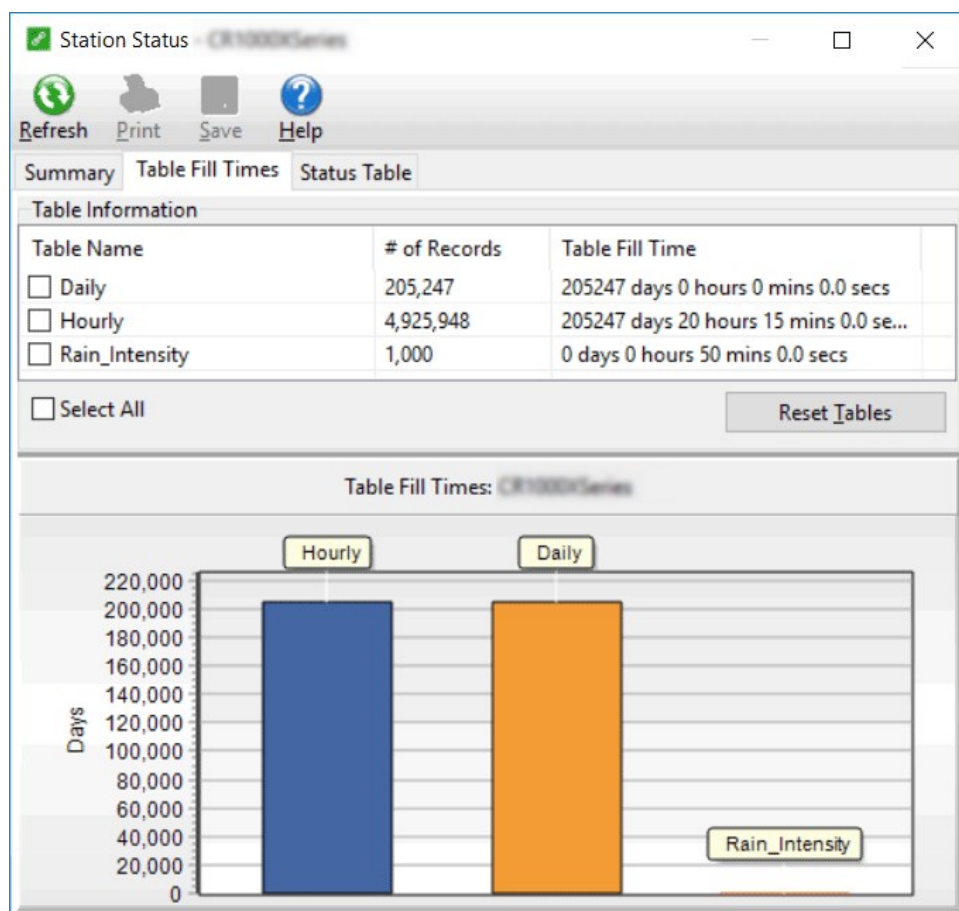 Station Status -
Refresh Print Save Help
Summary Table Fill Times Status Table
Table Information
Table Name # of Records Table Fill Time
Daily 205,247 205247 days 0 hours 0 mins 0.0 secs
Hourly 4,925,948 205247 days 20 hours 15 mins 0.0 se...
Rain_Intensity 1,000 0 days 0 hours 50 mins 0.0 secs
Select All Reset Tables
Table Fill Times:
Hourly Daily
220,000
200,000
180,000
160,000
140,000
120,000
100,000
80,000
60,000
40,000
20,000
0
Days
Rain_Intensity